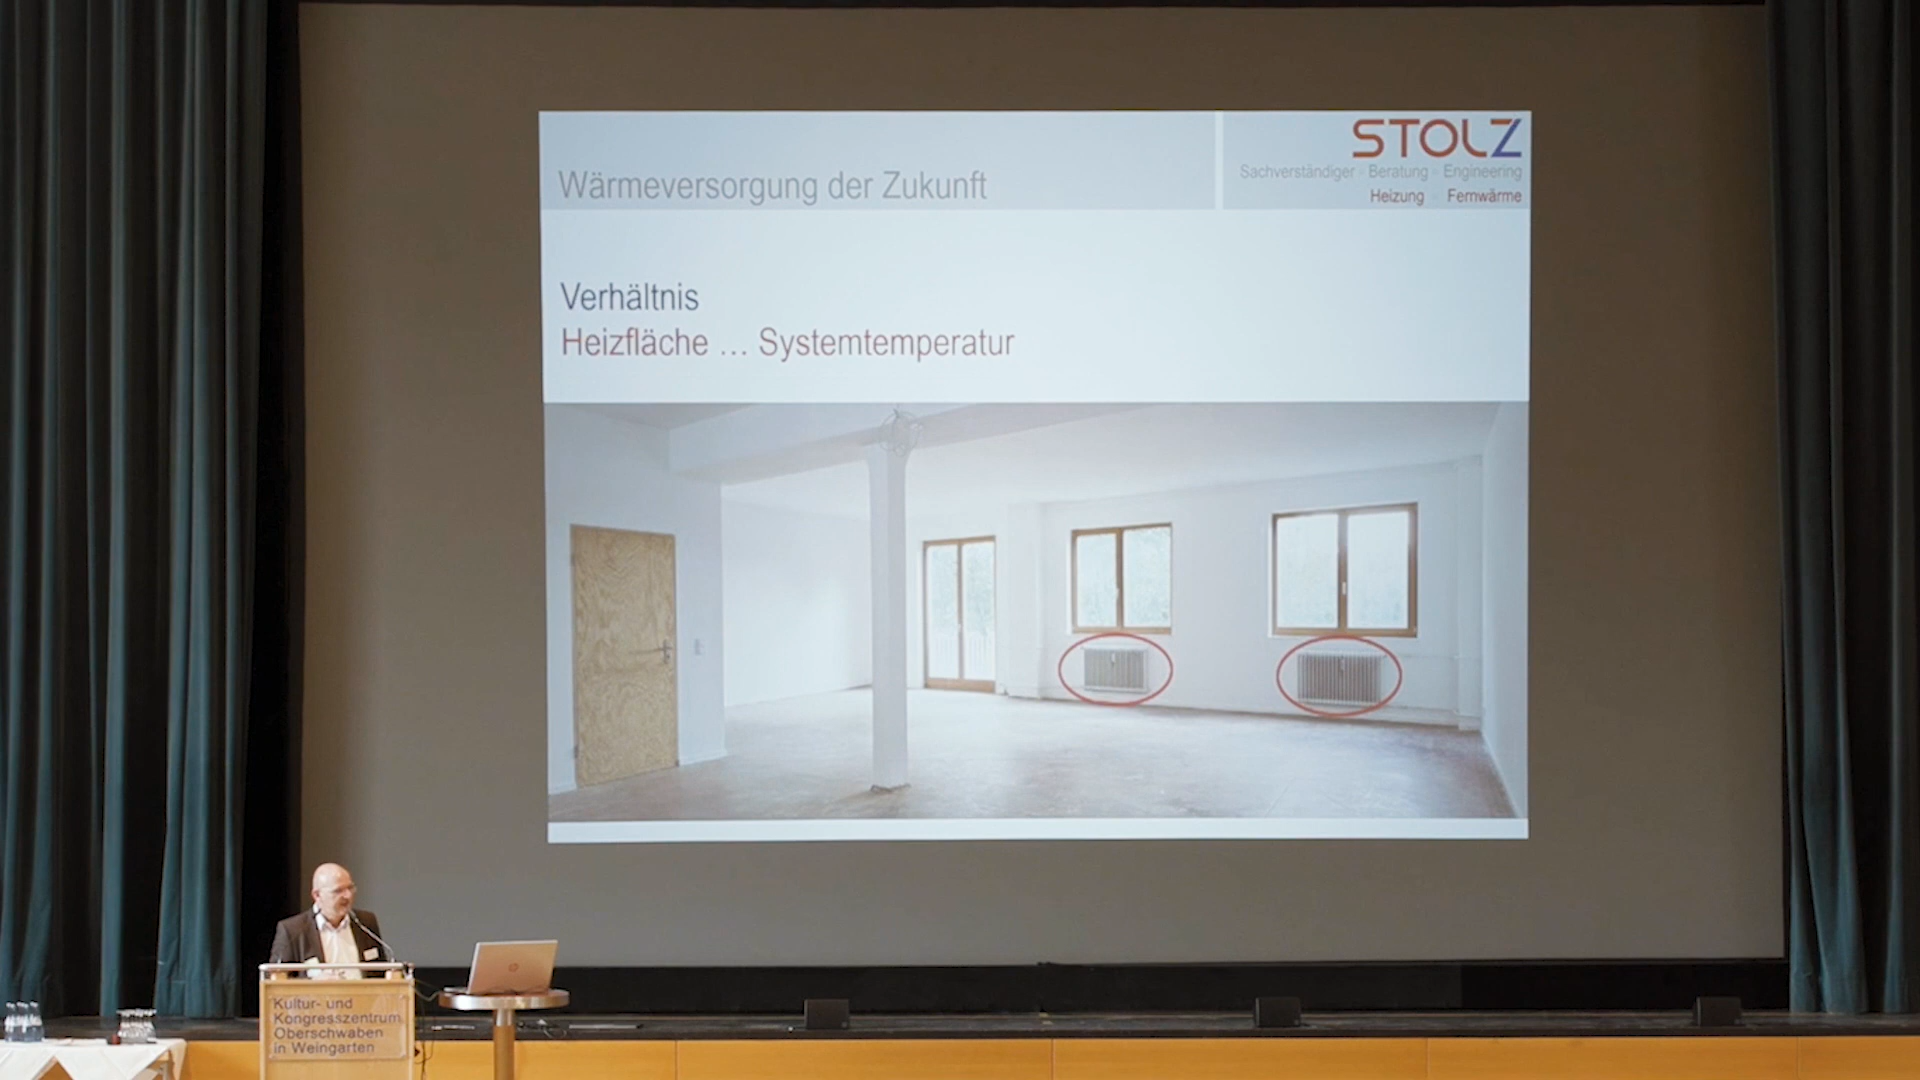 STOLZ
Sachverständiger · Beratung · Engineering
Heizung · Fernwärme
Wärmeversorgung der Zukunft
Verhältnis
Heizfläche ... Systemtemperatur
Kultur- und
Kongresszentrum
Oberschwaben
in Weingarten